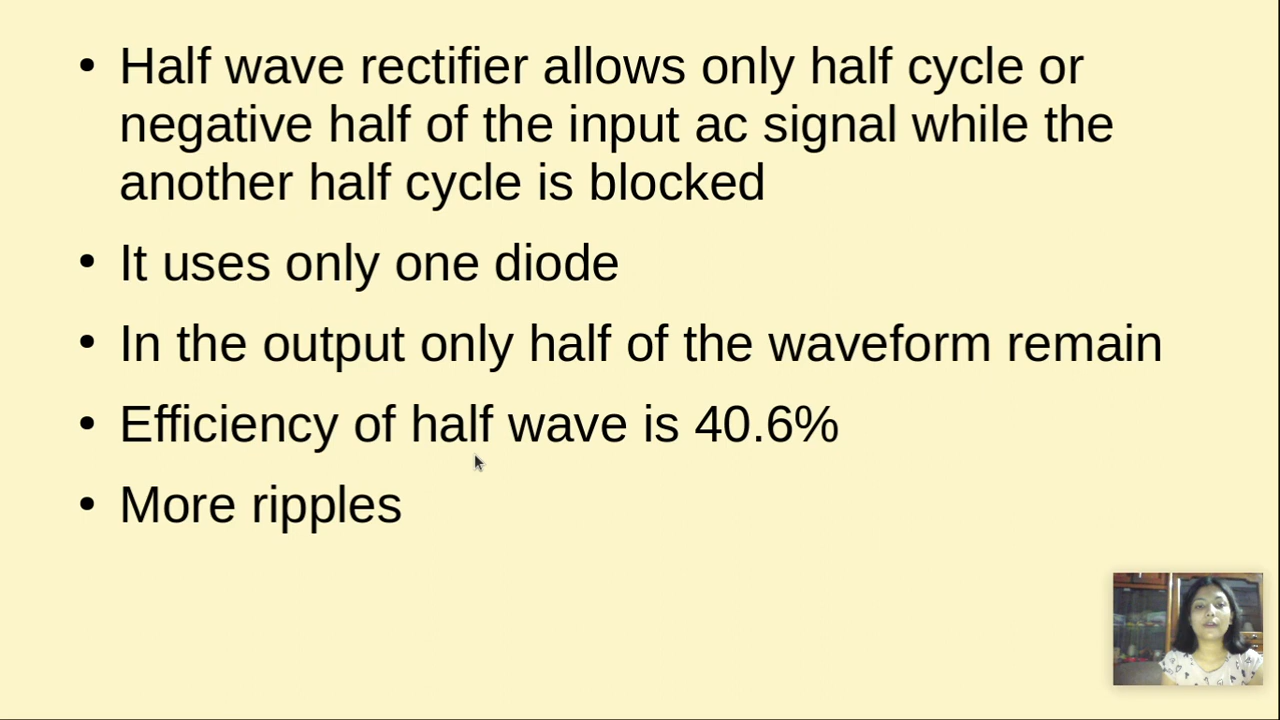 • Half wave rectifier allows only half cycle or
negative half of the input ac signal while the
another half cycle is blocked
• It uses only one diode
• In the output only half of the waveform remain
• Efficiency of half wave is 40.6%
• More ripples